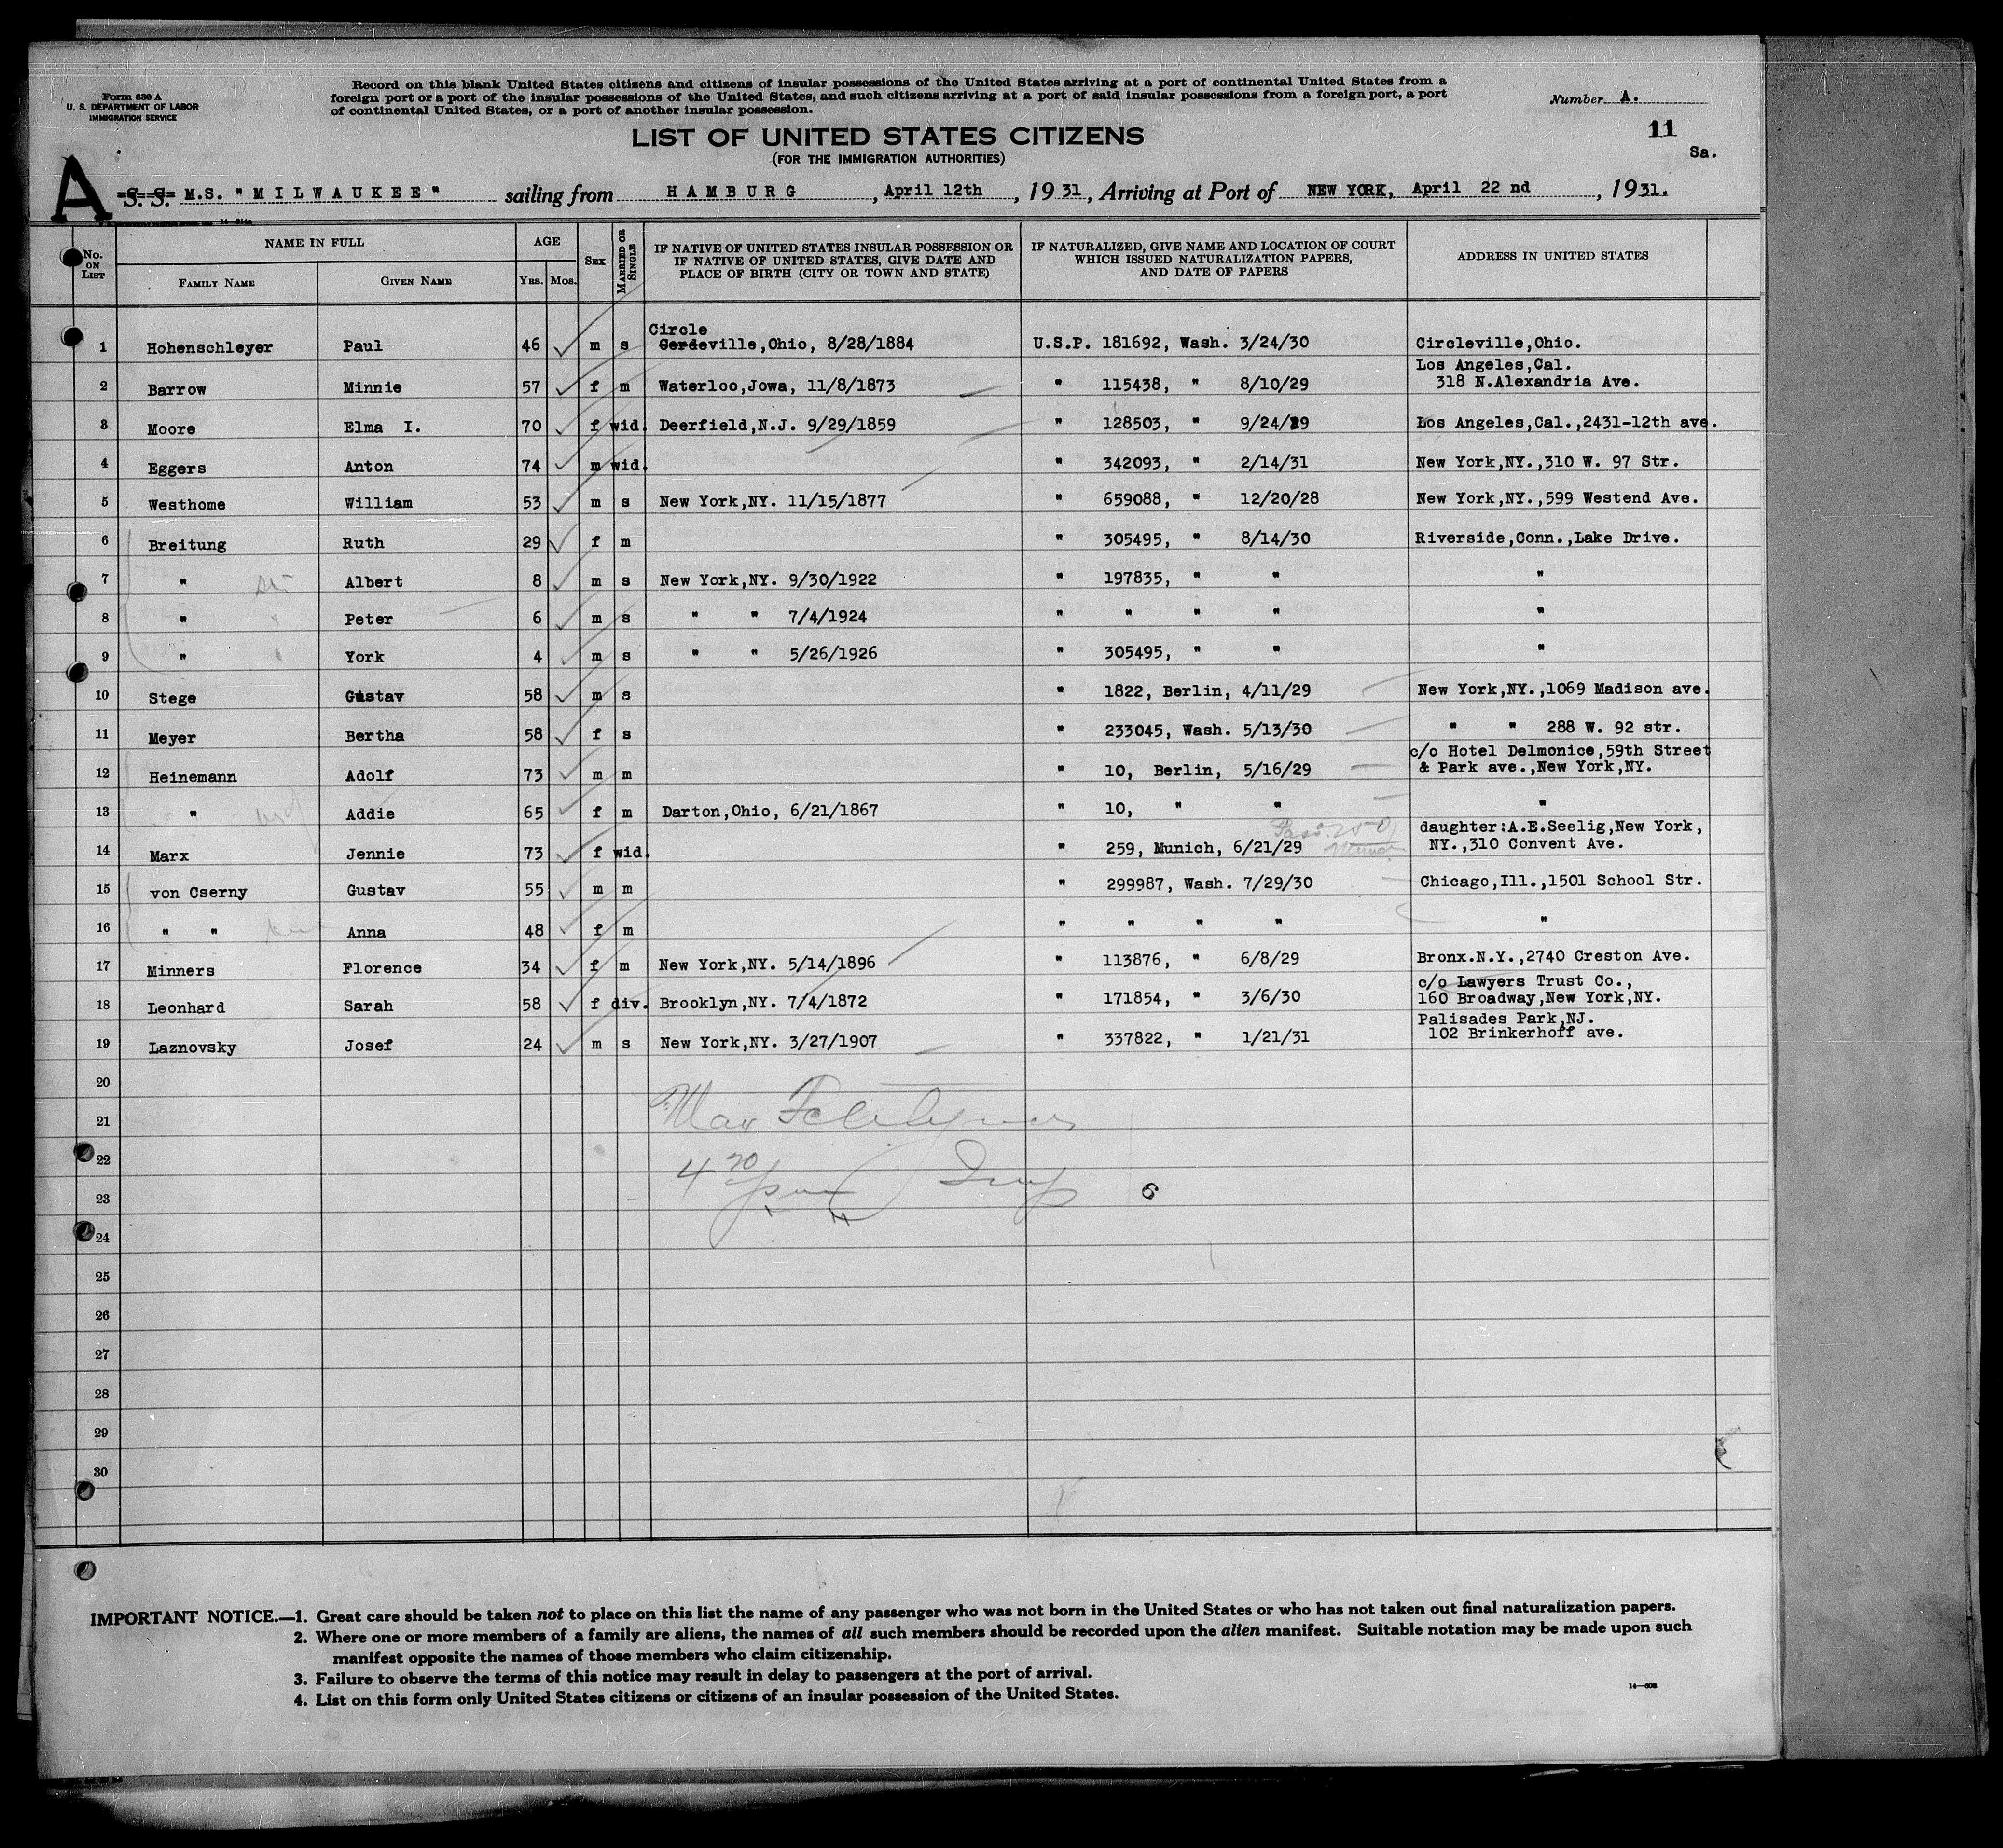 Form 630 A
U. S. DEPARTMENT OF LABOR
IMMIGRATION SERVICE
Record on this blank United States citizens and citizens of insular possessions of the United States arriving at a port of continental United States from a
foreign port or a port of the insular possessions of the United States, and such citizens arriving at a port of said insular possessions from a foreign port, a port
of continental United States, or a port of another insular possession.
Number A.
11
Sa.
LIST OF UNITED STATES CITIZENS
(FOR THE IMMIGRATION AUTHORITIES)
A S. S. M.S. "MILWAUKEE" sailing from HAMBURG, April 12th, 1931, Arriving at Port of NEW YORK, April 22 nd, 1931.
No. ON LIST NAME IN FULL AGE SEX MARRIED OR SINGLE IF NATIVE OF UNITED STATES INSULAR POSSESSION OR IF NATIVE OF UNITED STATES, GIVE DATE AND PLACE OF BIRTH (CITY OR TOWN AND STATE) IF NATURALIZED, GIVE NAME AND LOCATION OF COURT WHICH ISSUED NATURALIZATION PAPERS, AND DATE OF PAPERS ADDRESS IN UNITED STATES
FAMILY NAME GIVEN NAME YRS. MOS.
Circle
1 Hohenschleyer Paul 46 m s Gerdeville,Ohio, 8/28/1884 U.S.P. 181692, Wash. 3/24/30 Circleville,Ohio.
Los Angeles,Cal.
2 Barrow Minnie 57 f m Waterloo,Jowa, 11/8/1873 " 115438, " 8/10/29 318 N.Alexandria Ave.
3 Moore Elma I. 70 f wid. Deerfield,N.J. 9/29/1859 " 128503, " 9/24/29 Los Angeles,Cal.,2431-12th ave.
4 Eggers Anton 74 m wid. " 342093, " 2/14/31 New York,NY.,310 W. 97 Str.
5 Westhome William 53 m s New York,NY. 11/15/1877 " 659088, " 12/20/28 New York,NY.,599 Westend Ave.
6 Breitung Ruth 29 f m " 305495, " 8/14/30 Riverside,Conn.,Lake Drive.
7 " Albert 8 m s New York,NY. 9/30/1922 " 197835, " " "
8 " Peter 6 m s " " 7/4/1924 " " " " "
9 " York 4 m s " " 5/26/1926 " 305495, " " "
10 Stege Gustav 58 m s " 1822, Berlin, 4/11/29 New York,NY.,1069 Madison ave.
11 Meyer Bertha 58 f s " 233045, Wash. 5/13/30 " " 288 W. 92 str.
c/o Hotel Delmonice,59th Street
12 Heinemann Adolf 73 m m " 10, Berlin, 5/16/29 & Park ave.,New York,NY.
13 " Addie 65 f m Darton,Ohio, 6/21/1867 " 10, " " "
daughter:A.E.Seelig,New York,
14 Marx Jennie 73 f wid. " 259, Munich, 6/21/29 NY.,310 Convent Ave.
15 von Cserny Gustav 55 m m " 299987, Wash. 7/29/30 Chicago,Ill.,1501 School Str.
16 " " Anna 48 f m " " " " "
17 Minners Florence 34 f m New York,NY. 5/14/1896 " 113876, " 6/8/29 Bronx.N.Y.,2740 Creston Ave.
c/o Lawyers Trust Co.,
18 Leonhard Sarah 58 f div. Brooklyn,NY. 7/4/1872 " 171854, " 3/6/30 160 Broadway,New York,NY.
Palisades Park,NJ.
19 Laznovsky Josef 24 m s New York,NY. 3/27/1907 " 337822, " 1/21/31 102 Brinkerhoff ave.
20
21 Max
22
23 6
24
25
26
27
28
29
30
IMPORTANT NOTICE.—1. Great care should be taken not to place on this list the name of any passenger who was not born in the United States or who has not taken out final naturalization papers.
2. Where one or more members of a family are aliens, the names of all such members should be recorded upon the alien manifest. Suitable notation may be made upon such
manifest opposite the names of those members who claim citizenship.
3. Failure to observe the terms of this notice may result in delay to passengers at the port of arrival.
4. List on this form only United States citizens or citizens of an insular possession of the United States.